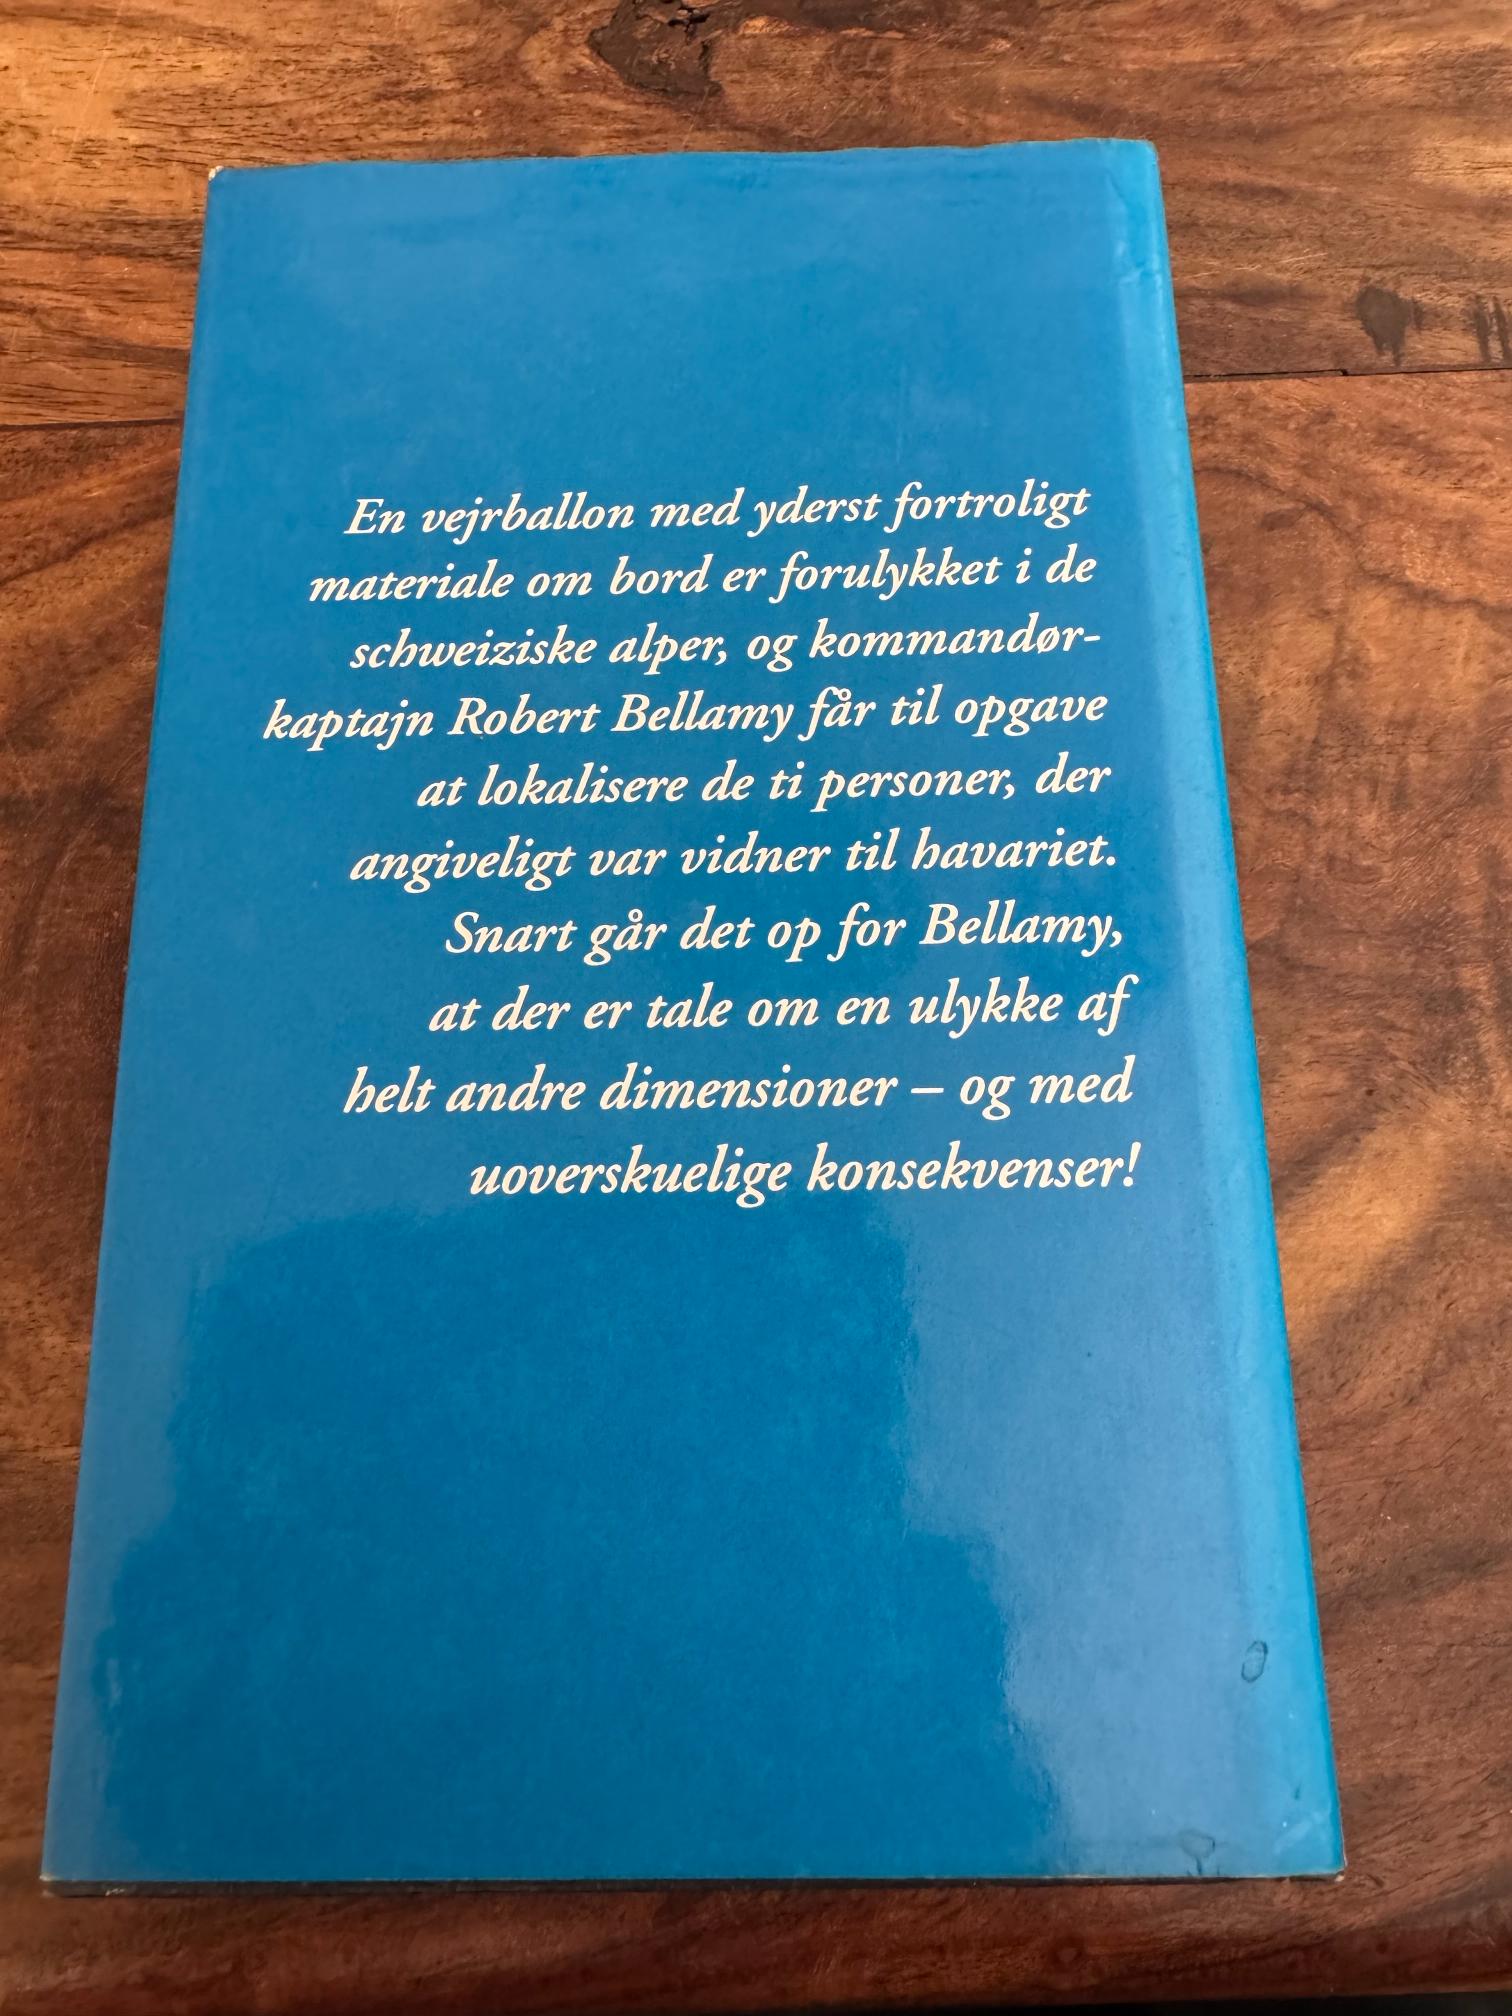 En vejrballon med yderst fortroligt
materiale om bord er forulykket i de
schweiziske alper, og kommandør-
kaptajn Robert Bellamy får til opgave
at lokalisere de ti personer, der
angiveligt var vidner til havariet.
Snart går det op for Bellamy,
at der er tale om en ulykke af
helt andre dimensioner – og med
uoverskuelige konsekvenser!